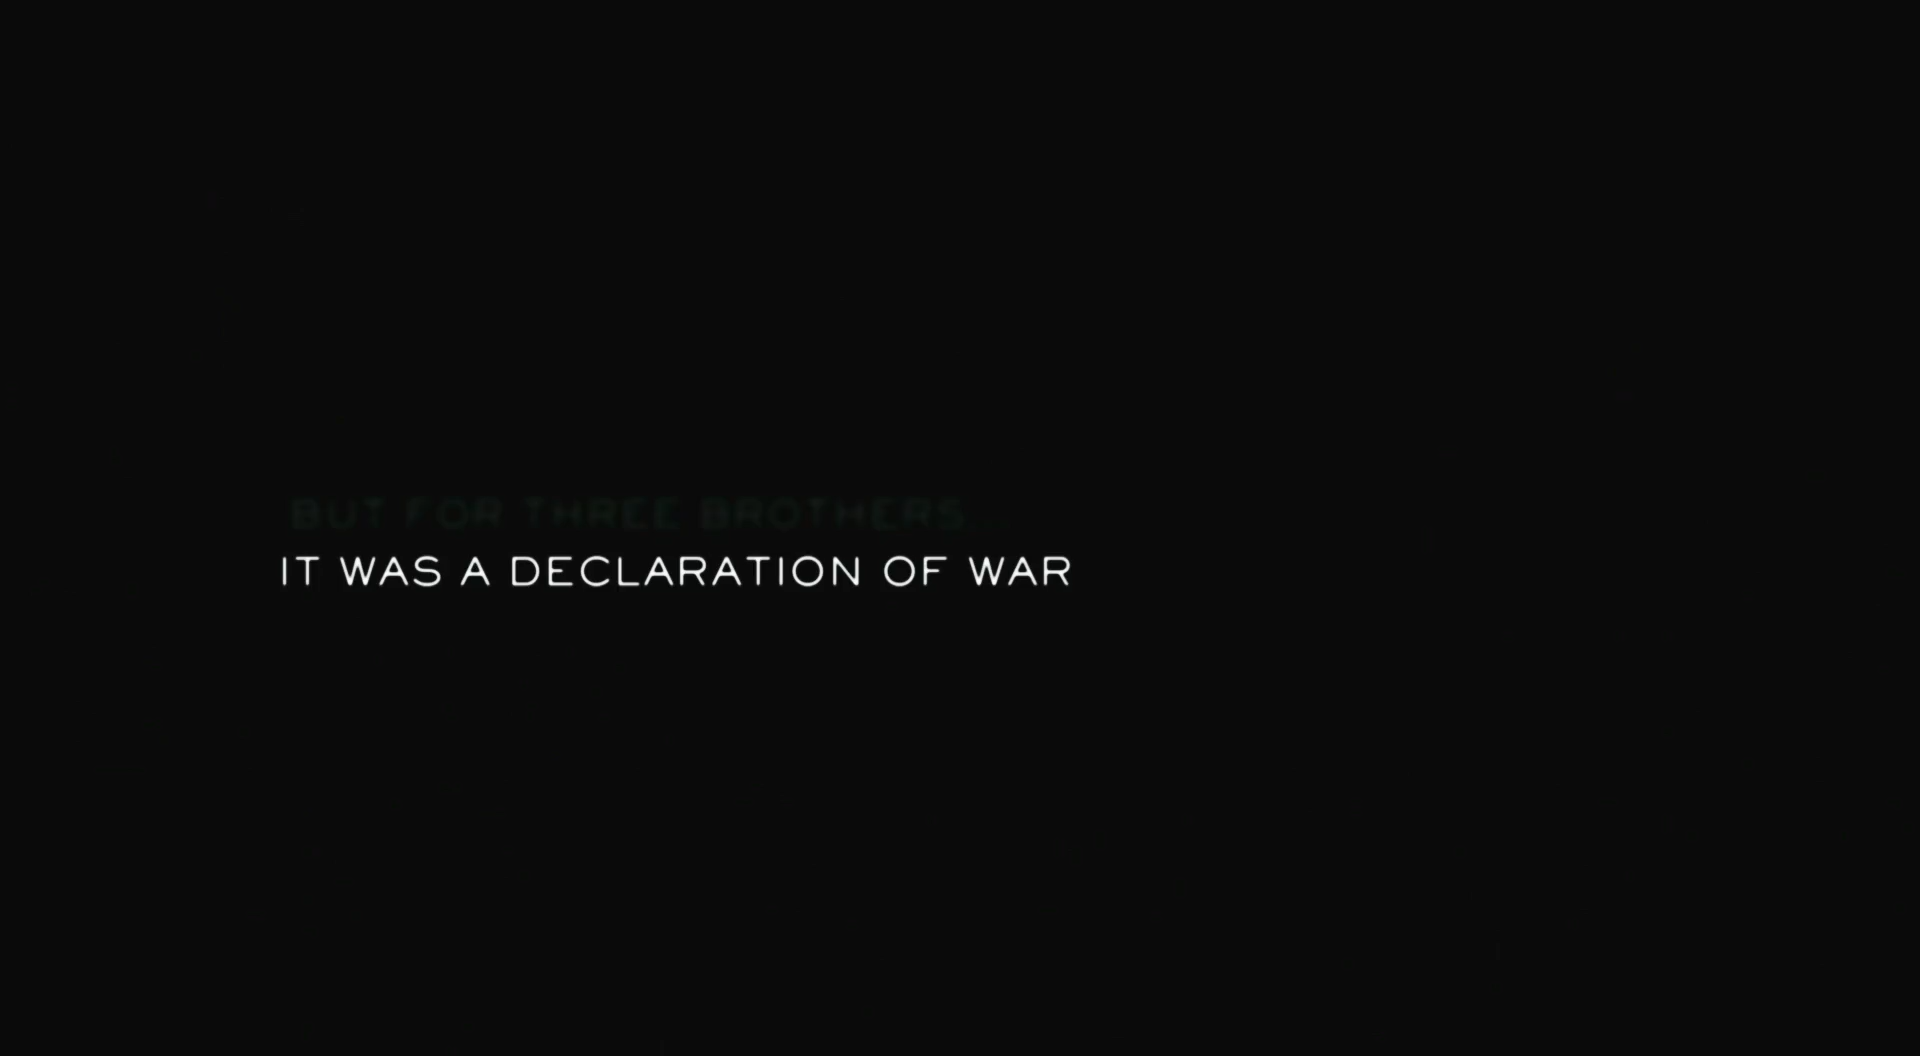 BUT FOR THREE BROTHERS...
IT WAS A DECLARATION OF WAR